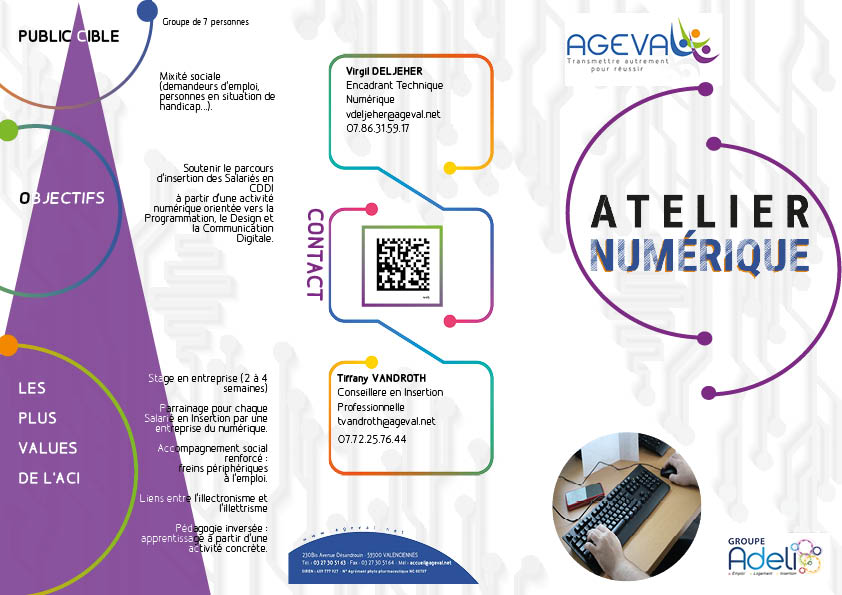 PUBLIC CIBLE
Groupe de 7 personnes
Mixité sociale
(demandeurs d'emploi,
personnes en situation de
handicap...).
OBJECTIFS
Soutenir le parcours
d'insertion des Salariés en
CDDI
à partir d'une activité
numérique orientée vers la
Programmation, le Design et
la Communication
Digitale.
LES
PLUS
VALUES
DE L'ACI
Stage en entreprise (2 à 4
semaines)
Parrainage pour chaque
Salarié en Insertion par une
entreprise du numérique.
Accompagnement social
renforcé :
freins périphériques
à l'emploi.
Liens entre l'illectronisme et
l'illettrisme
Pédagogie inversée :
apprentissage à partir d'une
activité concrète.
Virgil DELJEHER
Encadrant Technique
Numérique
vdeljeher@ageval.net
07.86.31.59.17
CONTACT
Tiffany VANDROTH
Conseillere en Insertion
Professionnelle
tvandroth@ageval.net
07.72.25.76.44
www.ageval.net
230Bis Avenue Désandrouin - 59300 VALENCIENNES
Tél. : 03 27 30 51 63 - Fax : 03 27 30 51 64 - Mél : accueil@ageval.net
AGEVAL
Transmettre autrement
pour réussir
ATELIER
NUMÉRIQUE
GROUPE
Adeli